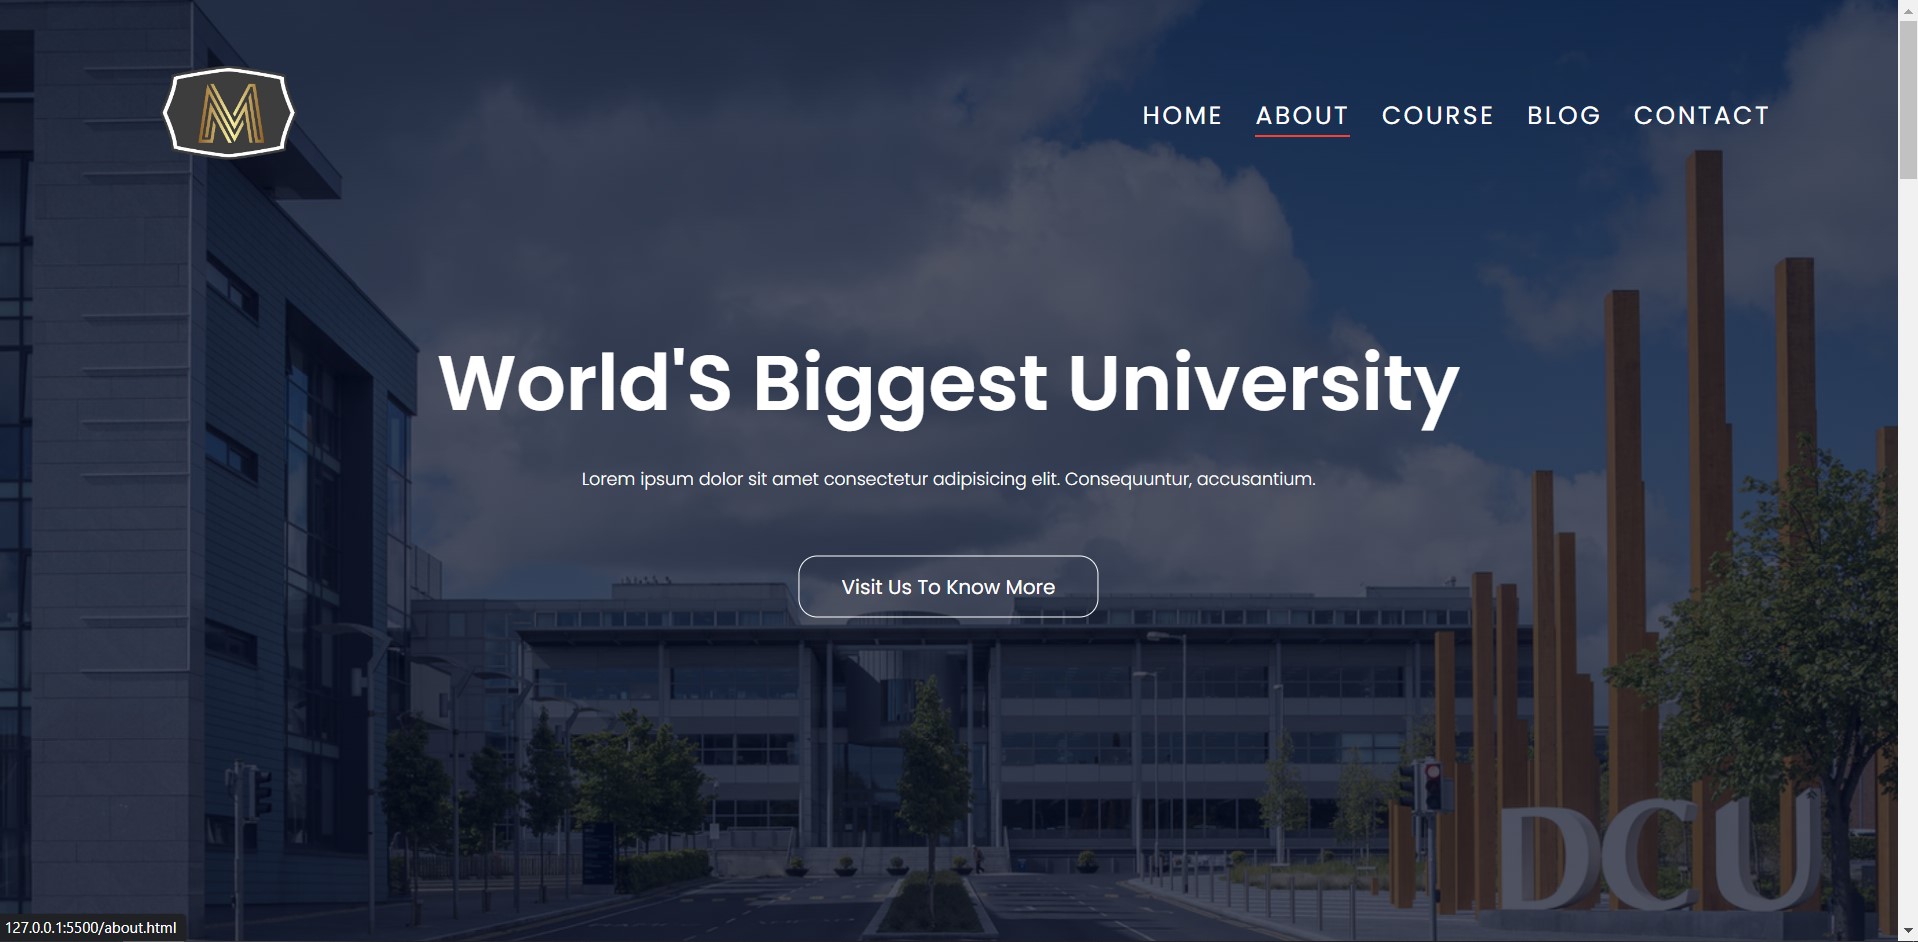 M
HOME ABOUT COURSE BLOG CONTACT
World'S Biggest University
Lorem ipsum dolor sit amet consectetur adipisicing elit. Consequuntur, accusantium.
Visit Us To Know More
DCU
127.0.0.1:5500/about.html